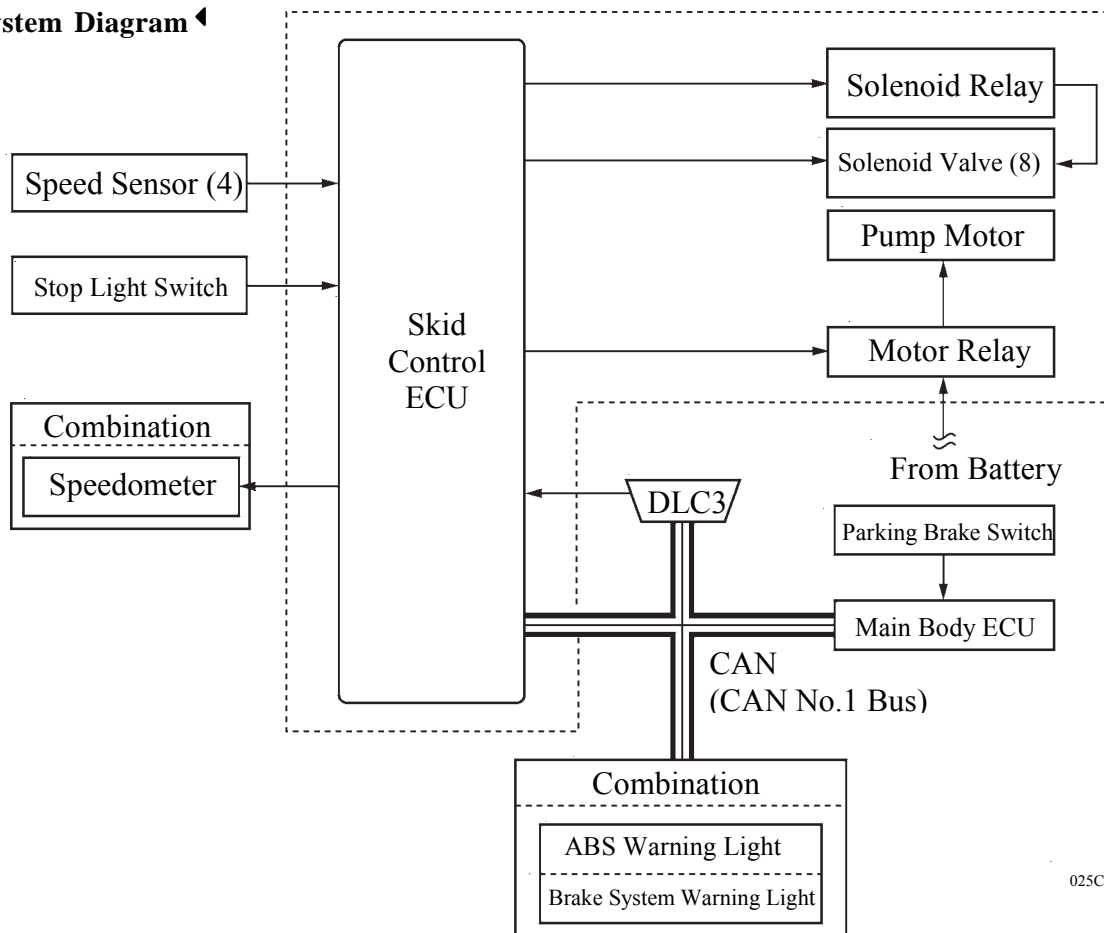 ystem Diagram
Solenoid Relay
Speed Sensor (4)
Solenoid Valve (8)
Pump Motor
Stop Light Switch
Skid
Control
ECU
Motor Relay
Combination
Speedometer
From Battery
DLC3
Parking Brake Switch
Main Body ECU
CAN
(CAN No.1 Bus)
Combination
ABS Warning Light
Brake System Warning Light
025C